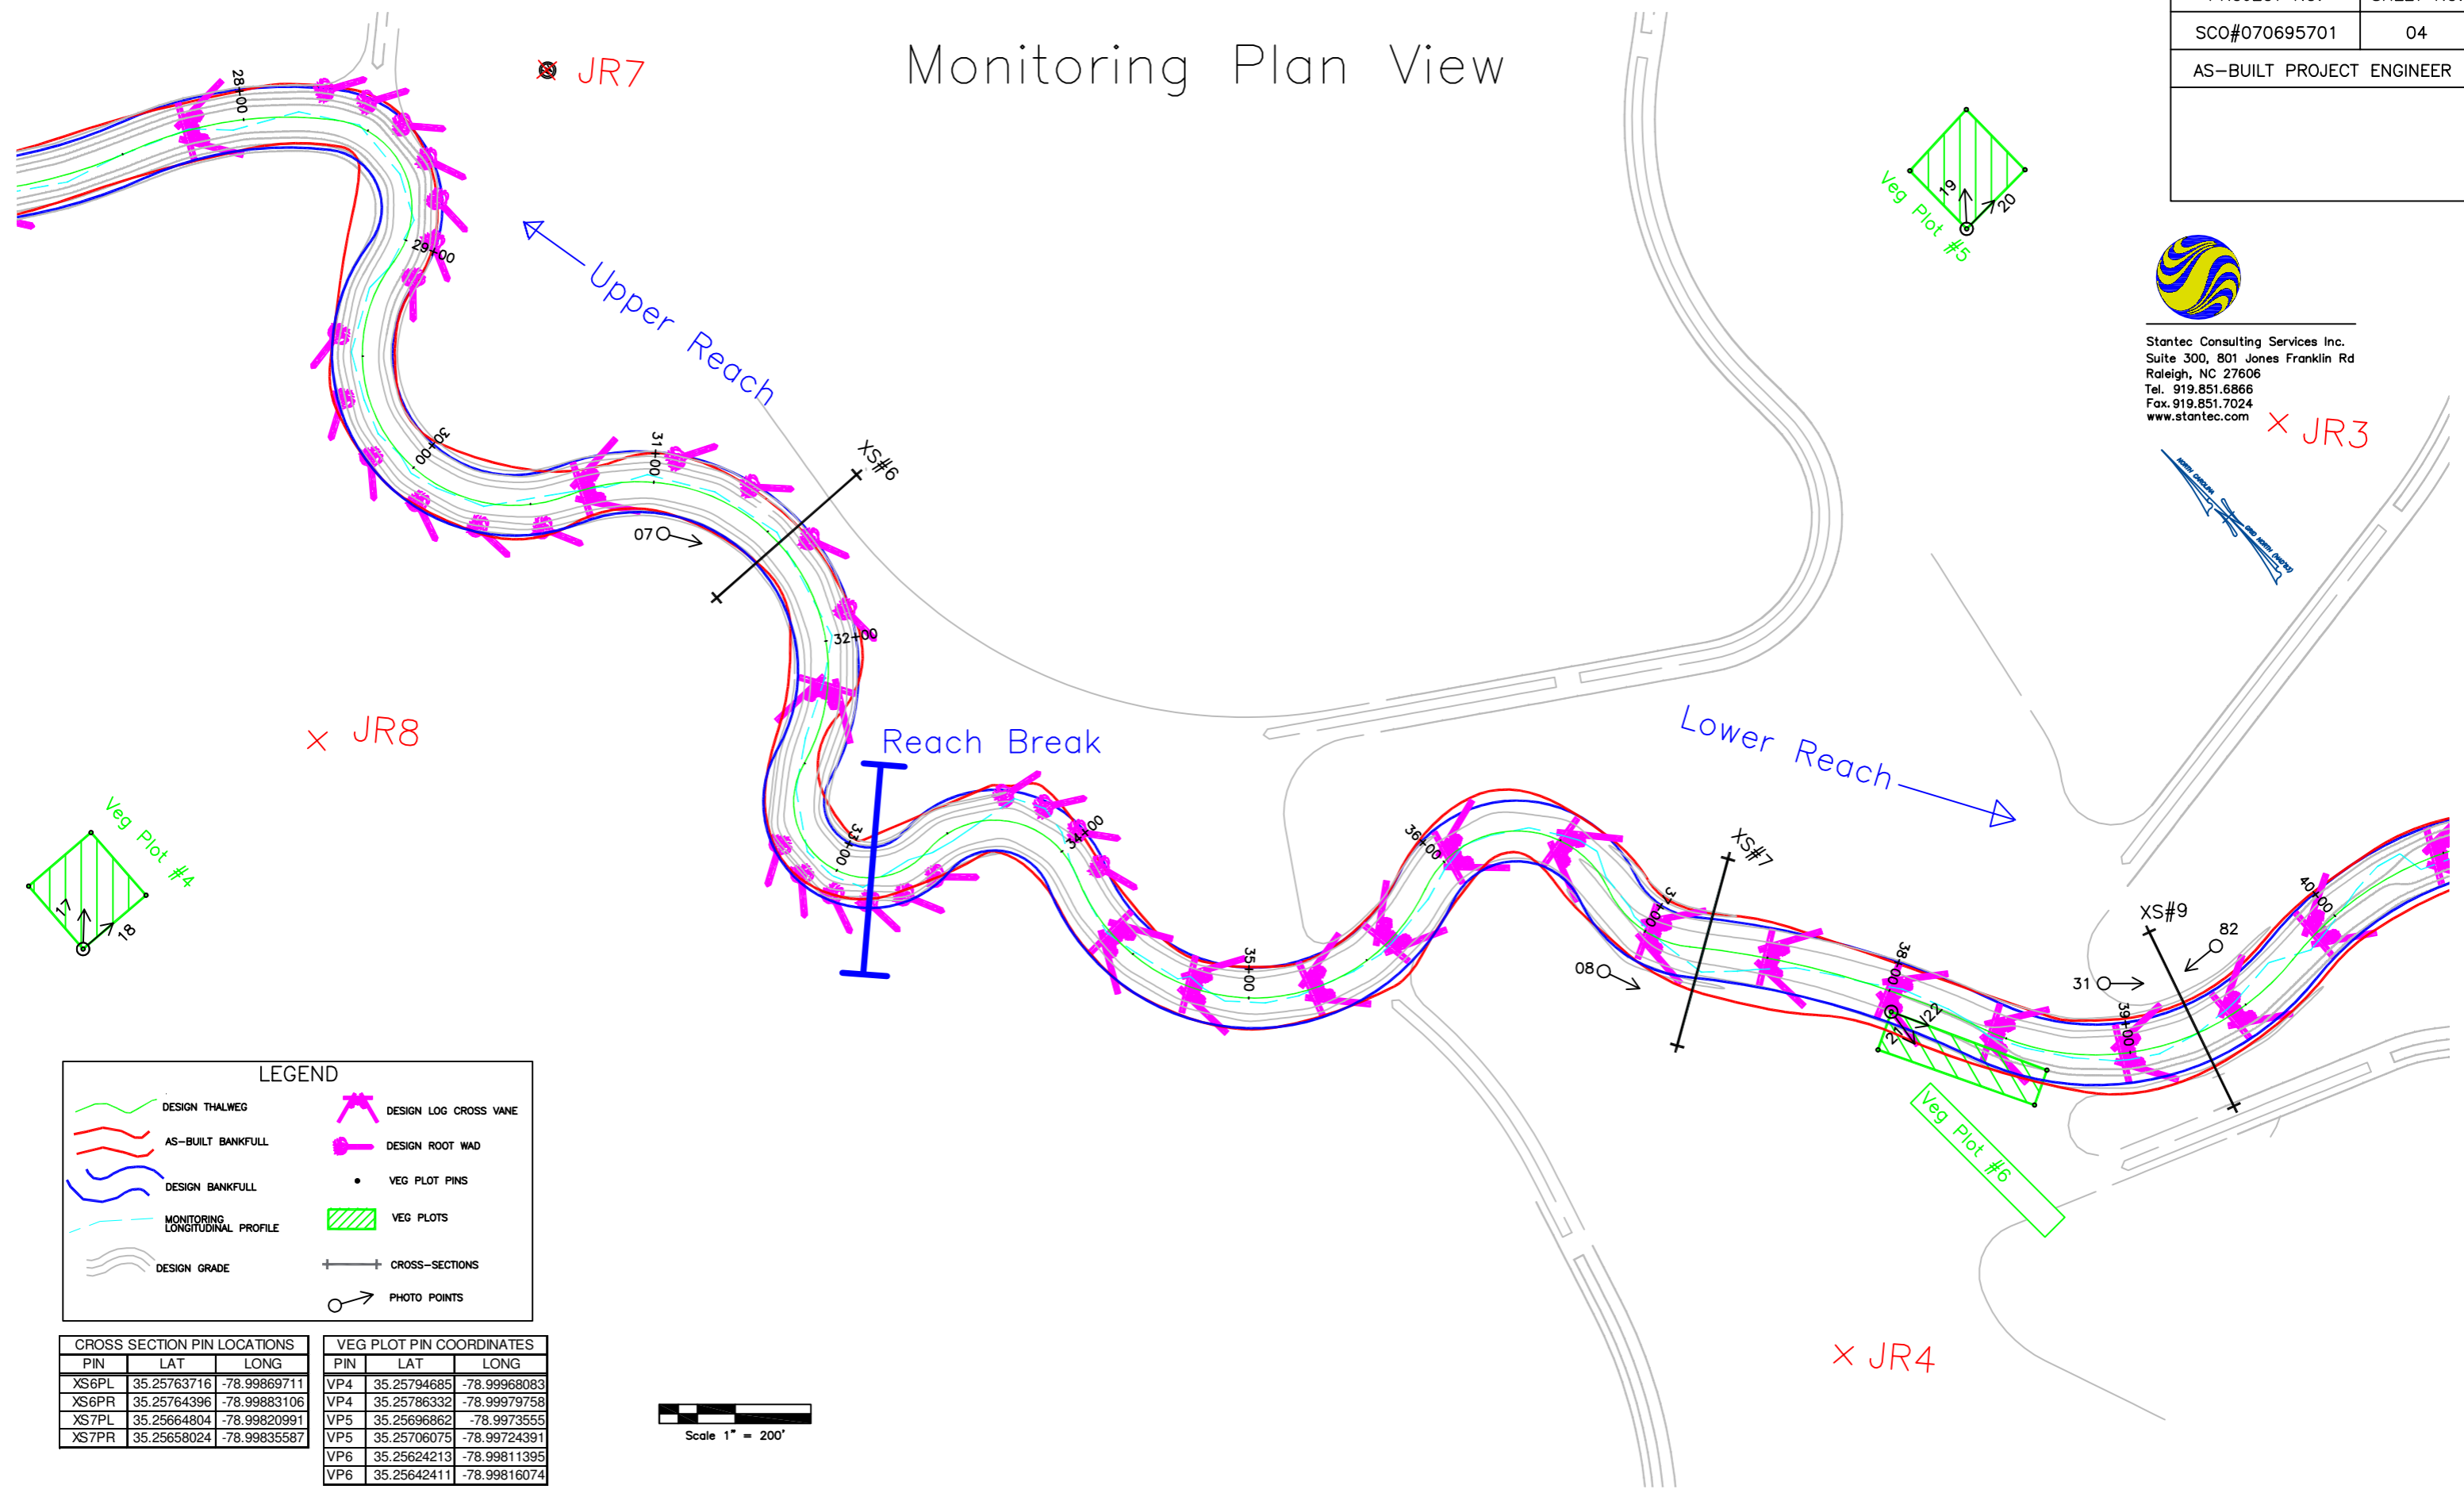 Monitoring Plan View
SCO#070695701 04
AS-BUILT PROJECT ENGINEER
JR7
28+00
29+00
Upper Reach
30+00
31+00
XS#6
07
32+00
Veg Plot #5
19
20
Stantec Consulting Services Inc.
Suite 300, 801 Jones Franklin Rd
Raleigh, NC 27606
Tel. 919.851.6866
Fax. 919.851.7024
www.stantec.com
JR3
NORTH CAROLINA
GRID NORTH (NAD83)
JR8
Reach Break
Lower Reach
Veg Plot #4
17
18
33+00
34+00
35+00
36+00
37+00
XS#7
08
38+00
21
22
39+00
XS#9
31
82
40+00
Veg Plot #6
JR4
LEGEND
DESIGN THALWEG
AS-BUILT BANKFULL
DESIGN BANKFULL
MONITORING
LONGITUDINAL PROFILE
DESIGN GRADE
DESIGN LOG CROSS VANE
DESIGN ROOT WAD
VEG PLOT PINS
VEG PLOTS
CROSS-SECTIONS
PHOTO POINTS
CROSS SECTION PIN LOCATIONS
PIN LAT LONG
XS6PL 35.25763716 -78.99869711
XS6PR 35.25764396 -78.99883106
XS7PL 35.25664804 -78.99820991
XS7PR 35.25658024 -78.99835587
VEG PLOT PIN COORDINATES
PIN LAT LONG
VP4 35.25794685 -78.99968083
VP4 35.25786332 -78.99979758
VP5 35.25696862 -78.9973555
VP5 35.25706075 -78.99724391
VP6 35.25624213 -78.99811395
VP6 35.25642411 -78.99816074
Scale 1" = 200'